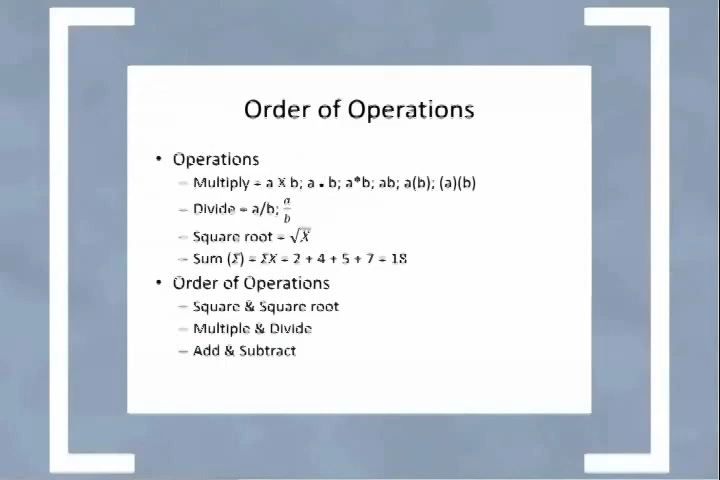 Order of Operations
• Operations
– Multiply = a X b; a ▪ b; a*b; ab; a(b); (a)(b)
– Divide = a/b; a/b
– Square root = √X
– Sum (Σ) = ΣX = 2 + 4 + 5 + 7 = 18
• Order of Operations
– Square & Square root
– Multiple & Divide
– Add & Subtract